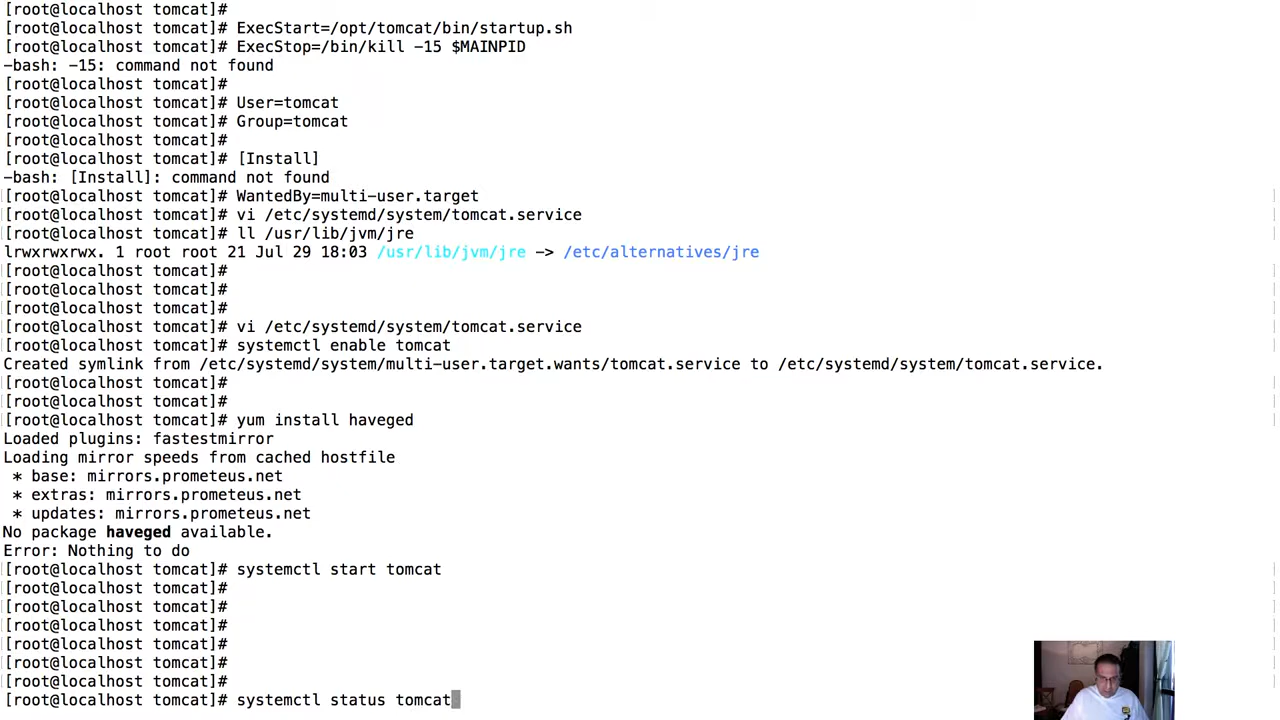 [root@localhost tomcat]#
[root@localhost tomcat]# ExecStart=/opt/tomcat/bin/startup.sh
[root@localhost tomcat]# ExecStop=/bin/kill -15 $MAINPID
-bash: -15: command not found
[root@localhost tomcat]#
[root@localhost tomcat]# User=tomcat
[root@localhost tomcat]# Group=tomcat
[root@localhost tomcat]#
[root@localhost tomcat]# [Install]
-bash: [Install]: command not found
[root@localhost tomcat]# WantedBy=multi-user.target
[root@localhost tomcat]# vi /etc/systemd/system/tomcat.service
[root@localhost tomcat]# ll /usr/lib/jvm/jre
lrwxrwxrwx. 1 root root 21 Jul 29 18:03 /usr/lib/jvm/jre -> /etc/alternatives/jre
[root@localhost tomcat]#
[root@localhost tomcat]#
[root@localhost tomcat]#
[root@localhost tomcat]# vi /etc/systemd/system/tomcat.service
[root@localhost tomcat]# systemctl enable tomcat
Created symlink from /etc/systemd/system/multi-user.target.wants/tomcat.service to /etc/systemd/system/tomcat.service.
[root@localhost tomcat]#
[root@localhost tomcat]#
[root@localhost tomcat]# yum install haveged
Loaded plugins: fastestmirror
Loading mirror speeds from cached hostfile
* base: mirrors.prometeus.net
* extras: mirrors.prometeus.net
* updates: mirrors.prometeus.net
No package haveged available.
Error: Nothing to do
[root@localhost tomcat]# systemctl start tomcat
[root@localhost tomcat]#
[root@localhost tomcat]#
[root@localhost tomcat]#
[root@localhost tomcat]#
[root@localhost tomcat]#
[root@localhost tomcat]#
[root@localhost tomcat]# systemctl status tomcat